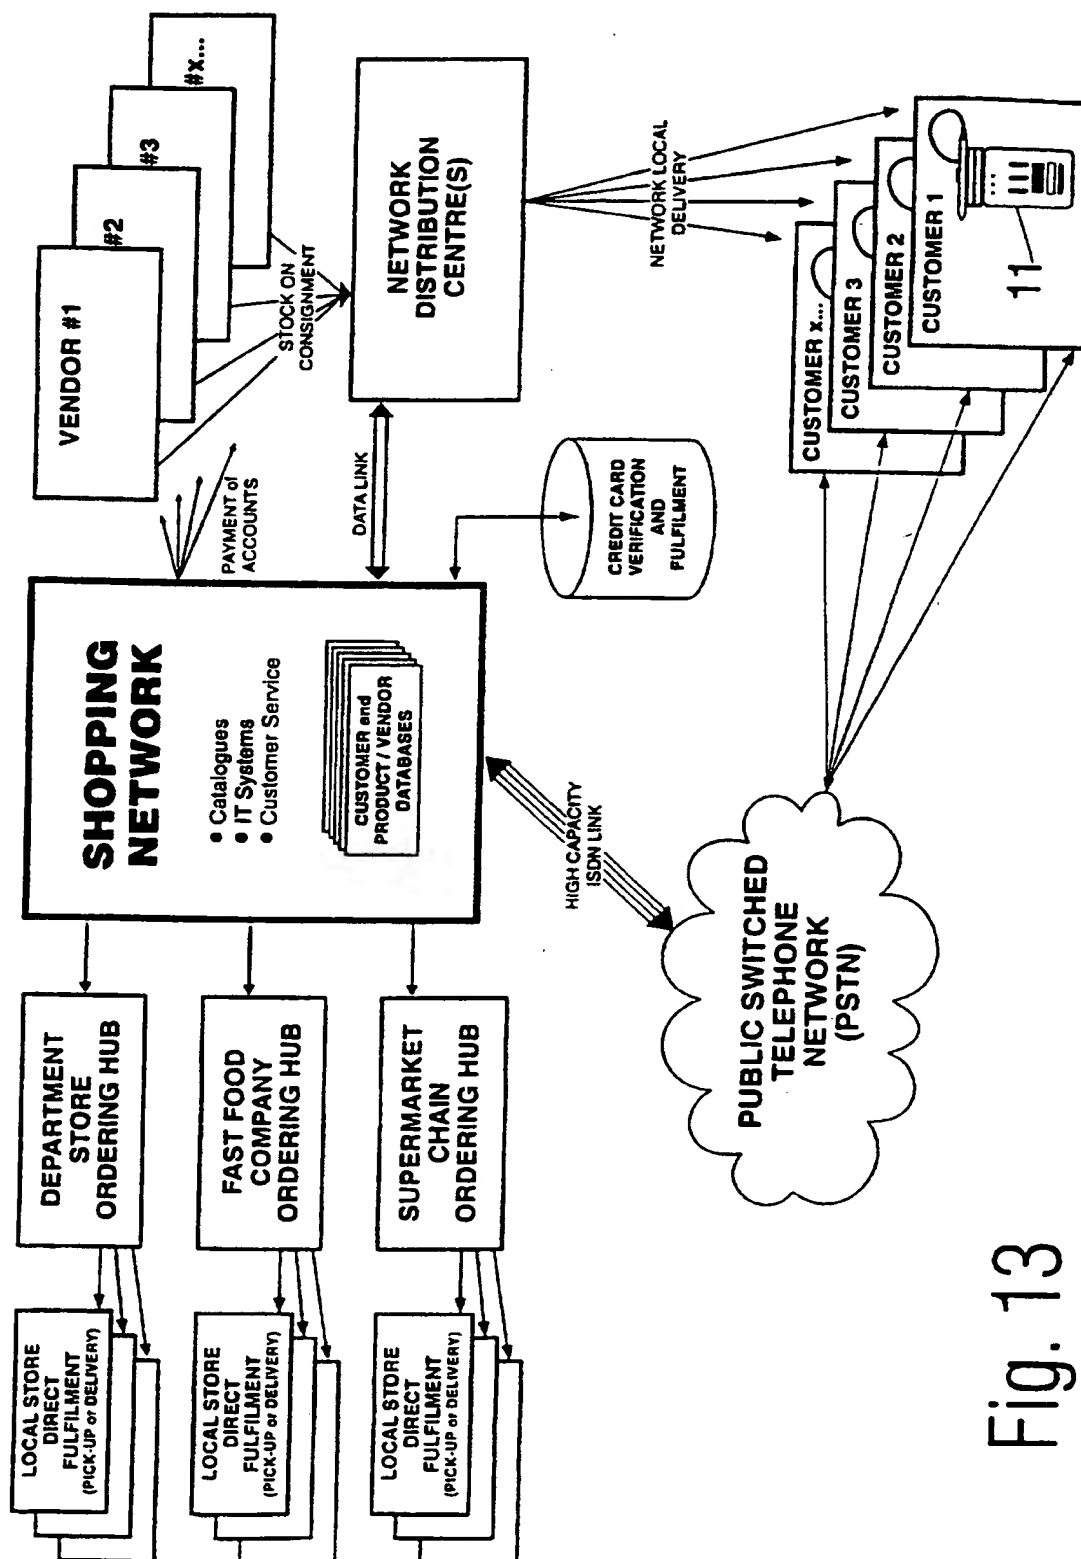 LOCAL STORE
DIRECT
FULFILMENT
(PICK-UP or DELIVERY)
DEPARTMENT
STORE
ORDERING HUB
SHOPPING
NETWORK
• Catalogues
• IT Systems
• Customer Service
CUSTOMER and
PRODUCT / VENDOR
DATABASES
PAYMENT of
ACCOUNTS
VENDOR #1
#2
#3
#x...
STOCK ON
CONSIGNMENT
LOCAL STORE
DIRECT
FULFILMENT
(PICK-UP or DELIVERY)
FAST FOOD
COMPANY
ORDERING HUB
DATA LINK
NETWORK
DISTRIBUTION
CENTRE(S)
LOCAL STORE
DIRECT
FULFILMENT
(PICK-UP or DELIVERY)
SUPERMARKET
CHAIN
ORDERING HUB
HIGH CAPACITY
ISDN LINK
CREDIT CARD
VERIFICATION
AND
FULFILMENT
NETWORK LOCAL
DELIVERY
PUBLIC SWITCHED
TELEPHONE
NETWORK
(PSTN)
CUSTOMER x...
CUSTOMER 3
CUSTOMER 2
CUSTOMER 1
11
Fig. 13